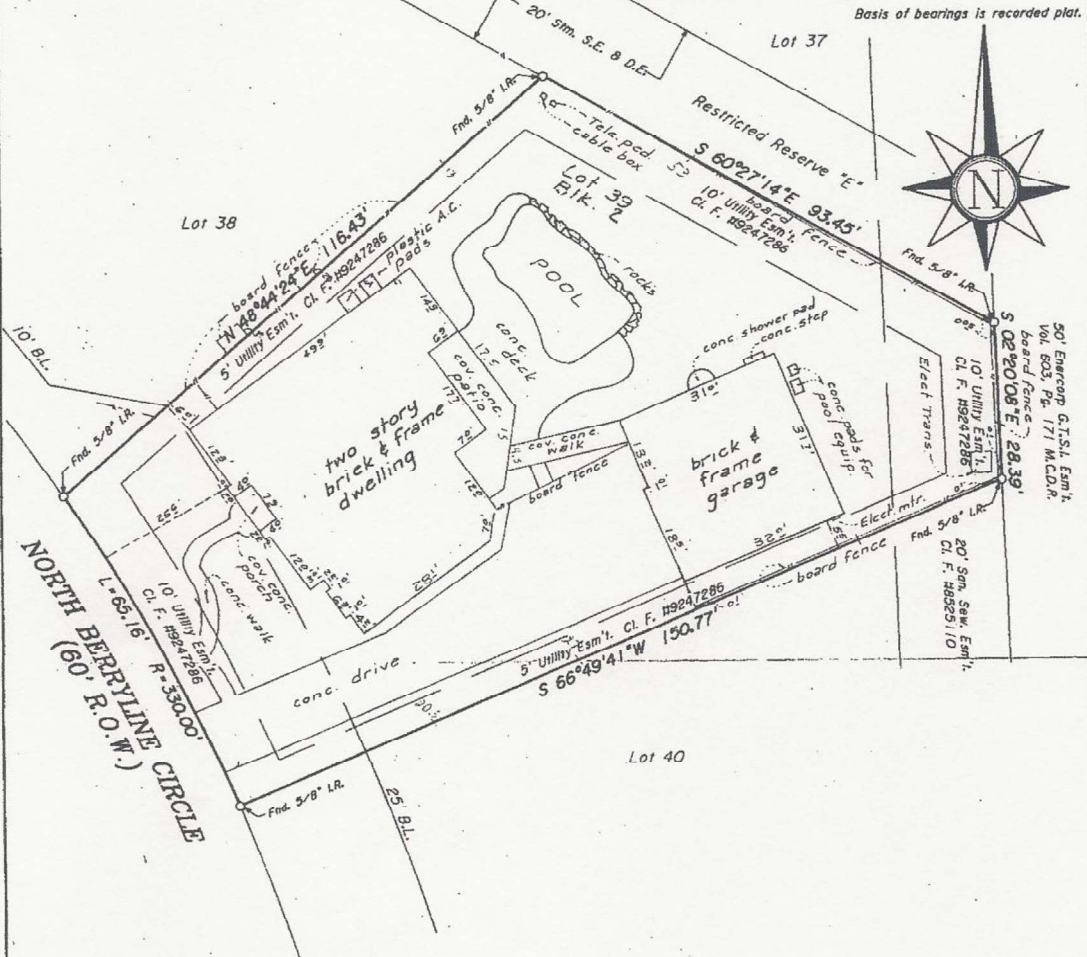 Basis of bearings is recorded plat.
20' Stm. S.E. & D.E.
Lot 37
Restricted Reserve "E"
Fnd. 5/8" I.R.
Tele. ped.
cable box
S 60°27'14"E 93.45'
board fence
10' Utility Esm't.
Cl. F. #9247286
Lot 39
Blk. 2
N
Lot 38
board fence
N 48°44'24"E 116.43'
5' Utility Esm't. Cl. F. #9247286
plastic A.C.
pads
POOL
rocks
Fnd. 5/8" I.R.
S 02°20'08"E 28.39'
board fence
50' Enercorp G.T.S.L. Esm't.
Vol. 603, Pg. 171 M.C.D.R.
10' Utility Esm't.
Cl. F. #9247286
Elect. Trans.
conc. shower pad
conc. step
conc. pads for
pool equip.
conc.
deck
cov. conc.
patio
10' B.L.
Fnd. 5/8" I.R.
two story
brick & frame
dwelling
cov. conc.
walk
board fence
brick &
frame
garage
Elect. mtr.
board fence
Fnd. 5/8" I.R.
20' San. Sew. Esm't.
Cl. F. #8525110
cov. conc.
porch
conc. walk
10' Utility Esm't.
Cl. F. #9247286
L=65.16' R=330.00'
NORTH BERRYLINE CIRCLE
(60' R.O.W.)
conc. drive
5' Utility Esm't. Cl. F. #9247286
S 66°49'41"W 150.77'
Lot 40
Fnd. 5/8" I.R.
25' B.L.